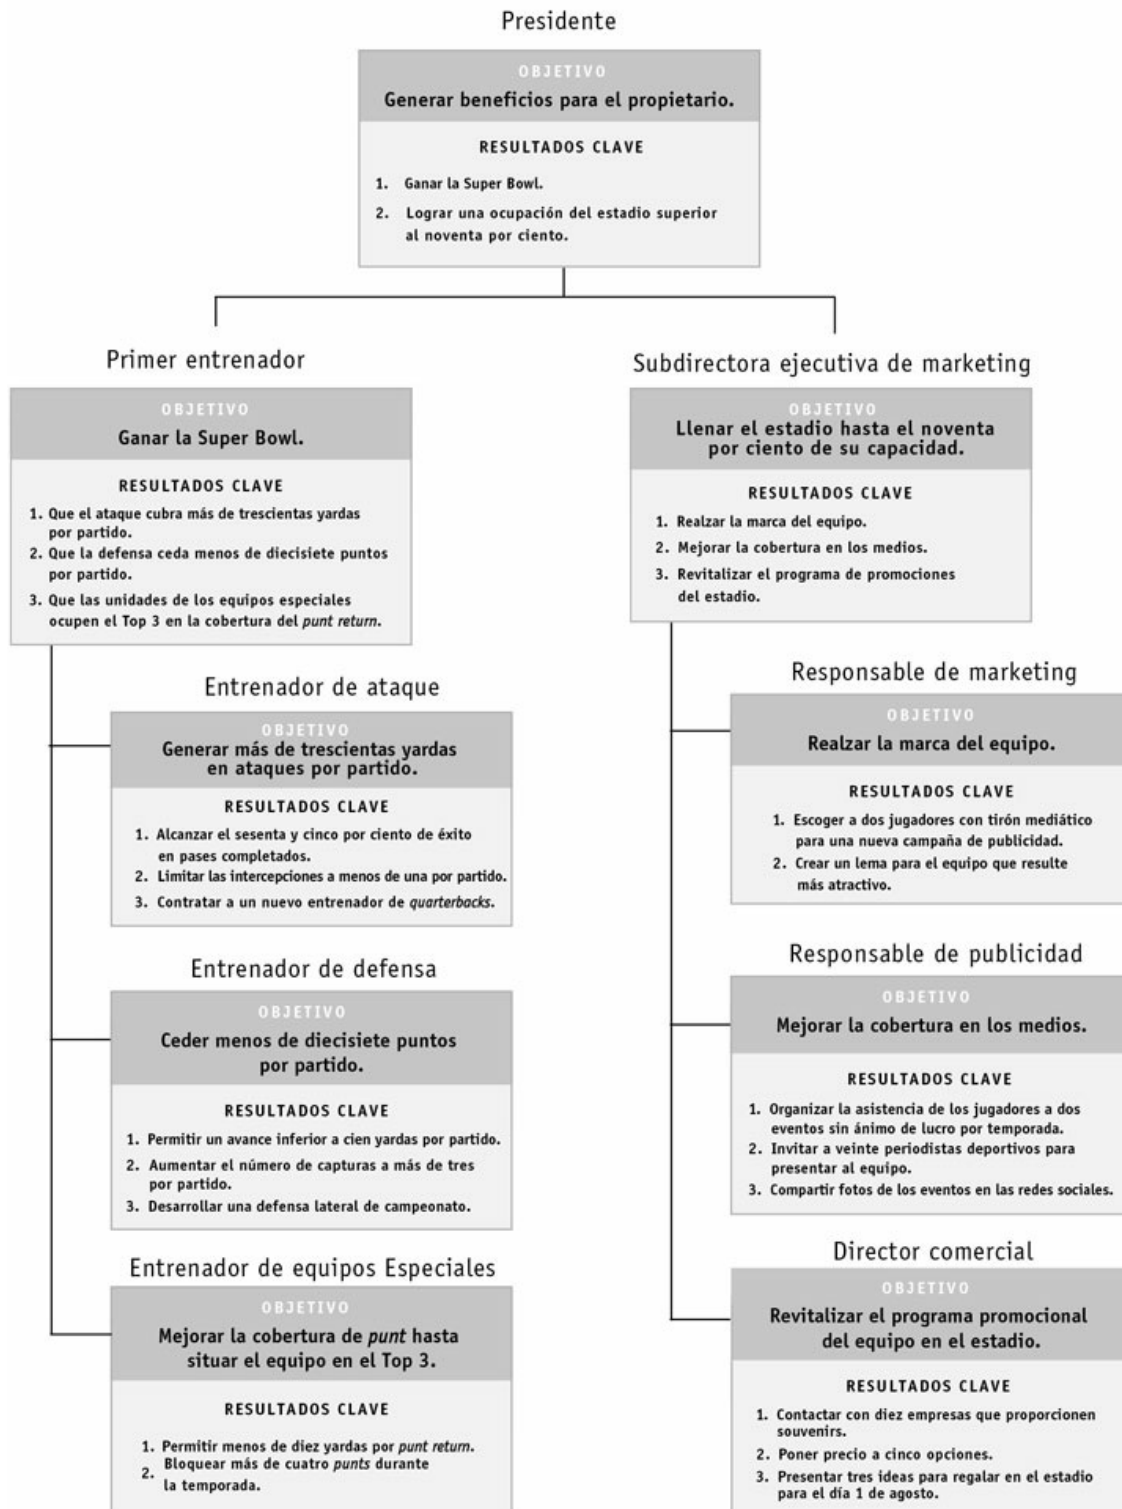 Presidente
OBJETIVO
Generar beneficios para el propietario.
RESULTADOS CLAVE
1. Ganar la Super Bowl.
2. Lograr una ocupación del estadio superior
al noventa por ciento.
Primer entrenador
OBJETIVO
Ganar la Super Bowl.
RESULTADOS CLAVE
1. Que el ataque cubra más de trescientas yardas
por partido.
2. Que la defensa ceda menos de diecisiete puntos
por partido.
3. Que las unidades de los equipos especiales
ocupen el Top 3 en la cobertura del punt return.
Entrenador de ataque
OBJETIVO
Generar más de trescientas yardas
en ataques por partido.
RESULTADOS CLAVE
1. Alcanzar el sesenta y cinco por ciento de éxito
en pases completados.
2. Limitar las intercepciones a menos de una por partido.
3. Contratar a un nuevo entrenador de quarterbacks.
Entrenador de defensa
OBJETIVO
Ceder menos de diecisiete puntos
por partido.
RESULTADOS CLAVE
1. Permitir un avance inferior a cien yardas por partido.
2. Aumentar el número de capturas a más de tres
por partido.
3. Desarrollar una defensa lateral de campeonato.
Entrenador de equipos Especiales
OBJETIVO
Mejorar la cobertura de punt hasta
situar el equipo en el Top 3.
RESULTADOS CLAVE
1. Permitir menos de diez yardas por punt return.
2. Bloquear más de cuatro punts durante
la temporada.
Subdirectora ejecutiva de marketing
OBJETIVO
Llenar el estadio hasta el noventa
por ciento de su capacidad.
RESULTADOS CLAVE
1. Realzar la marca del equipo.
2. Mejorar la cobertura en los medios.
3. Revitalizar el programa de promociones
del estadio.
Responsable de marketing
OBJETIVO
Realzar la marca del equipo.
RESULTADOS CLAVE
1. Escoger a dos jugadores con tirón mediático
para una nueva campaña de publicidad.
2. Crear un lema para el equipo que resulte
más atractivo.
Responsable de publicidad
OBJETIVO
Mejorar la cobertura en los medios.
RESULTADOS CLAVE
1. Organizar la asistencia de los jugadores a dos
eventos sin ánimo de lucro por temporada.
2. Invitar a veinte periodistas deportivos para
presentar al equipo.
3. Compartir fotos de los eventos en las redes sociales.
Director comercial
OBJETIVO
Revitalizar el programa promocional
del equipo en el estadio.
RESULTADOS CLAVE
1. Contactar con diez empresas que proporcionen
souvenirs.
2. Poner precio a cinco opciones.
3. Presentar tres ideas para regalar en el estadio
para el día 1 de agosto.